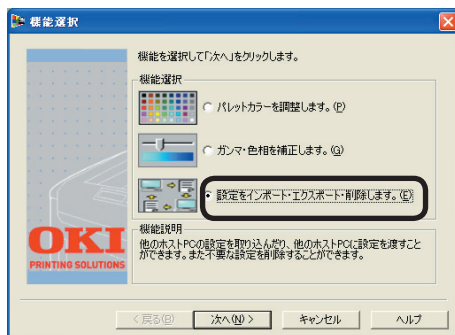 機能選択
機能を選択して「次へ」をクリックします。
機能選択
パレットカラーを調整します。(P)
ガンマ・色相を補正します。(G)
設定をインポート・エクスポート・削除します。(E)
機能説明
他のホストPCの設定を取り込んだり、他のホストPCに設定を渡すこと
ができます。また不要な設定を削除することができます。
OKI
PRINTING SOLUTIONS
< 戻る(B)
次へ(N) >
キャンセル
ヘルプ